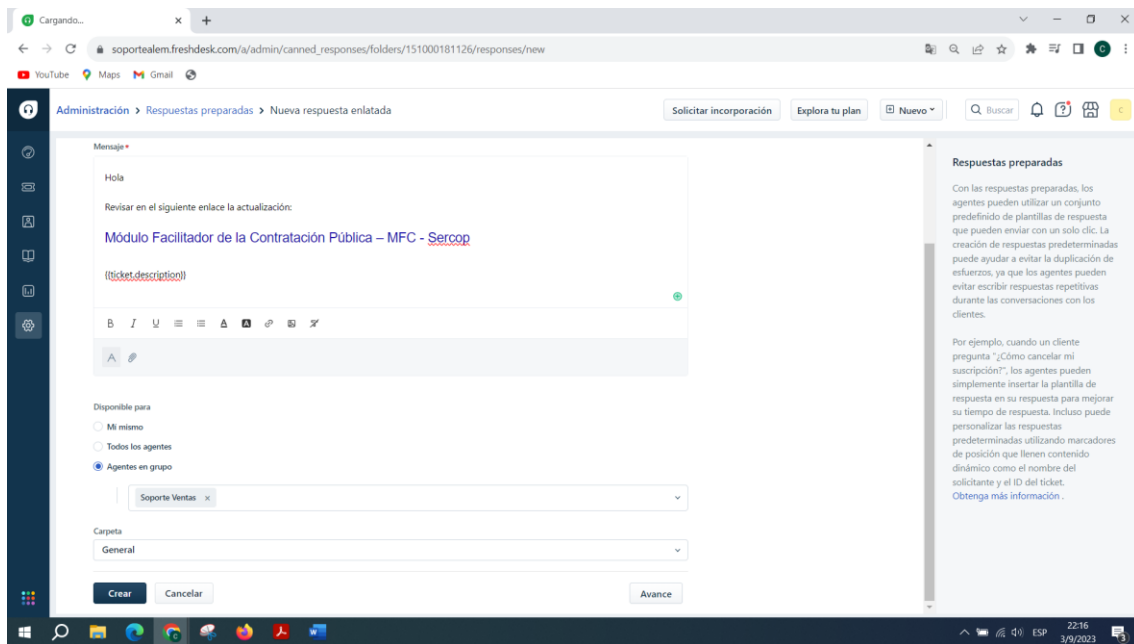 Cargando...
soportealem.freshdesk.com/a/admin/canned_responses/folders/151000181126/responses/new
YouTube Maps Gmail
Administración > Respuestas preparadas > Nueva respuesta enlatada
Solicitar incorporación Explora tu plan Nuevo Buscar C
Mensaje*
Hola
Revisar en el siguiente enlace la actualización:
Módulo Facilitador de la Contratación Pública – MFC - Sercop
{{ticket.description}}
B I U A A
A
Disponible para
Mi mismo
Todos los agentes
Agentes en grupo
Soporte Ventas ×
Carpeta
General
Crear Cancelar Avance
Respuestas preparadas
Con las respuestas preparadas, los
agentes pueden utilizar un conjunto
predefinido de plantillas de respuesta
que pueden enviar con un solo clic. La
creación de respuestas predeterminadas
puede ayudar a evitar la duplicación de
esfuerzos, ya que los agentes pueden
evitar escribir respuestas repetitivas
durante las conversaciones con los
clientes.
Por ejemplo, cuando un cliente
pregunta "¿Cómo cancelar mi
suscripción?", los agentes pueden
simplemente insertar la plantilla de
respuesta en su respuesta para mejorar
su tiempo de respuesta. Incluso puede
personalizar las respuestas
predeterminadas utilizando marcadores
de posición que llenen contenido
dinámico como el nombre del
solicitante y el ID del ticket.
Obtenga más información .
ESP
22:16
3/9/2023